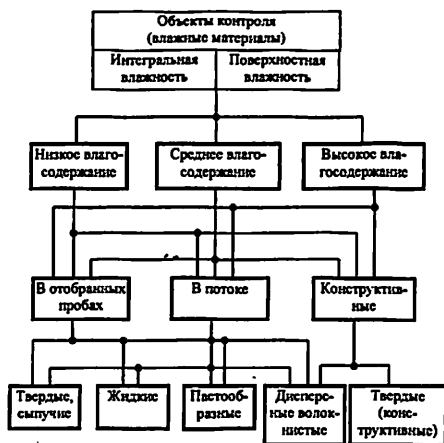 Объекты контроля
(влажные материалы)
Интегральная
влажность
Поверхностная
влажность
Низкое влаго-
содержание
Среднее влаго-
содержание
Высокое вла-
госодержание
В отобранных
пробах
В потоке
Конструктив-
ные
Твердые,
сыпучие
Жидкие
Пастооб-
разные
Дисперс-
ные волок-
нистые
Твердые
(конс-
труктивные)